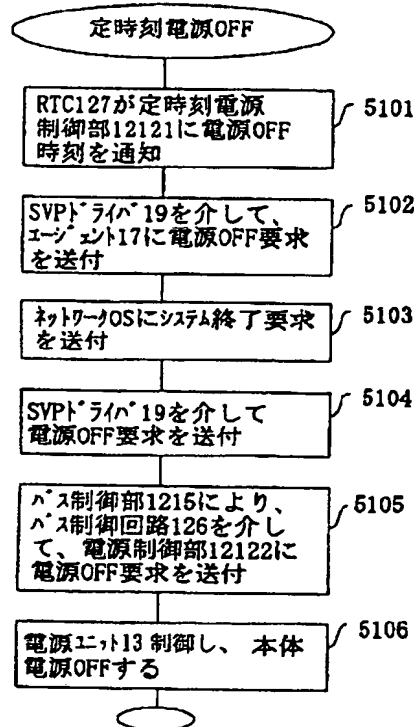 定時刻電源OFF
RTC127が定時刻電源
制御部12121に電源OFF
時刻を通知
5101
SVPドライバ19を介して、
エージェント17に電源OFF要求
を送付
5102
ネットワークOSにシステム終了要求
を送付
5103
SVPドライバ19を介して
電源OFF要求を送付
5104
バス制御部1215により、
バス制御回路126を介し
て、電源制御部12122に
電源OFF要求を送付
5105
電源ユニット13制御し、本体
電源OFFする
5106